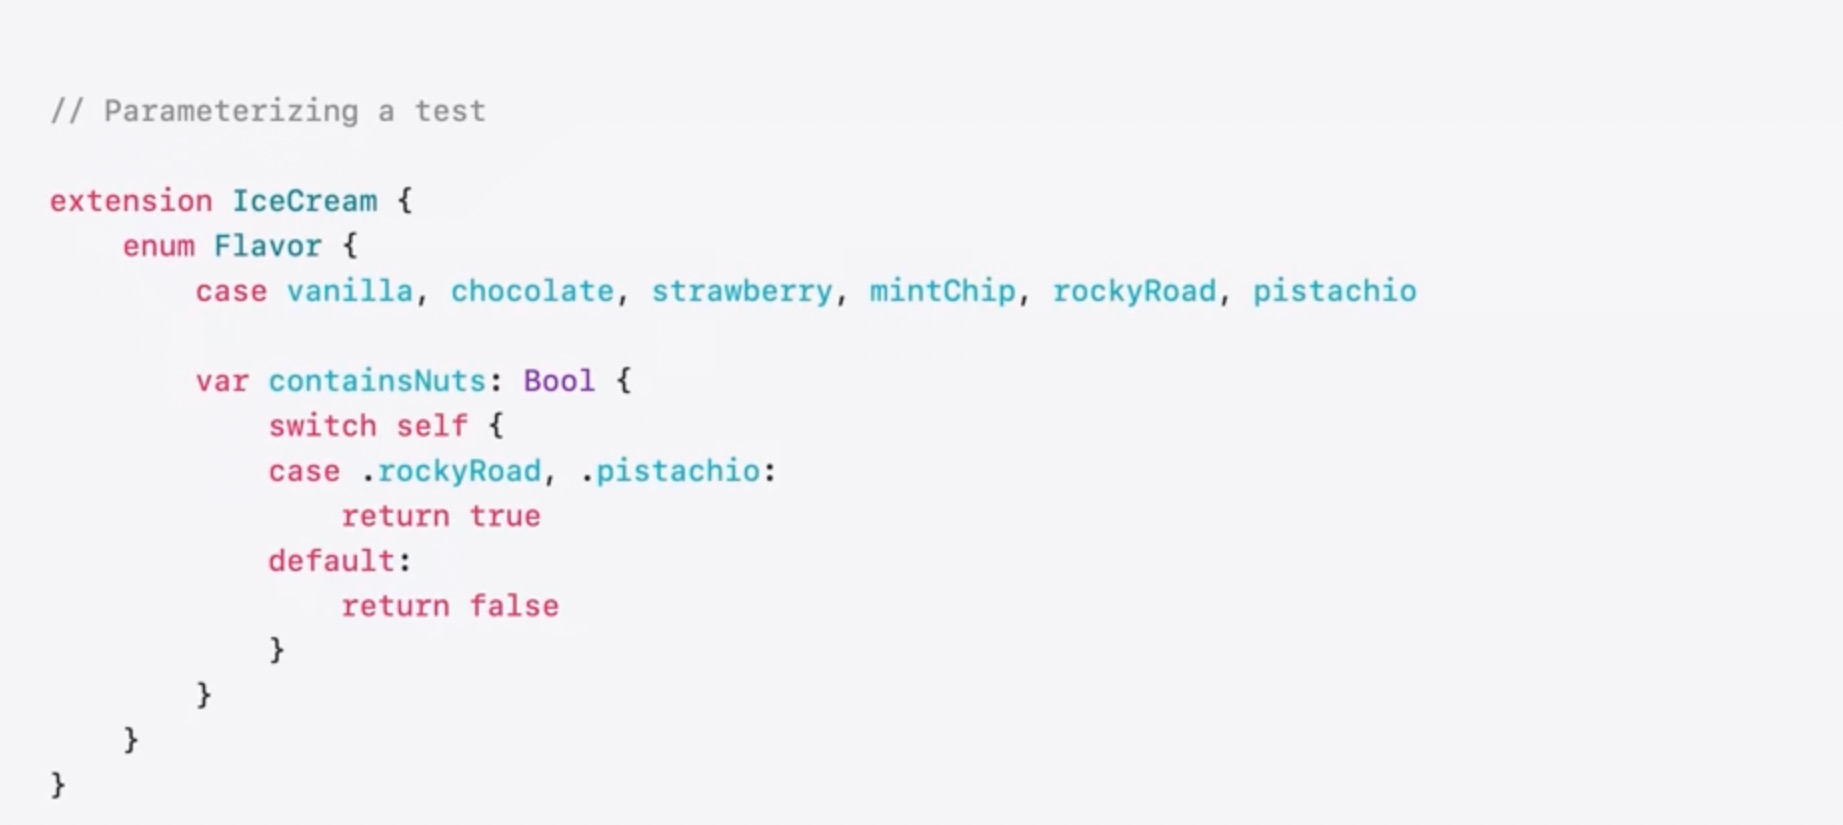 // Parameterizing a test
extension IceCream {
enum Flavor {
case vanilla, chocolate, strawberry, mintChip, rockyRoad, pistachio
var containsNuts: Bool {
switch self {
case .rockyRoad, .pistachio:
return true
default:
return false
}
}
}
}